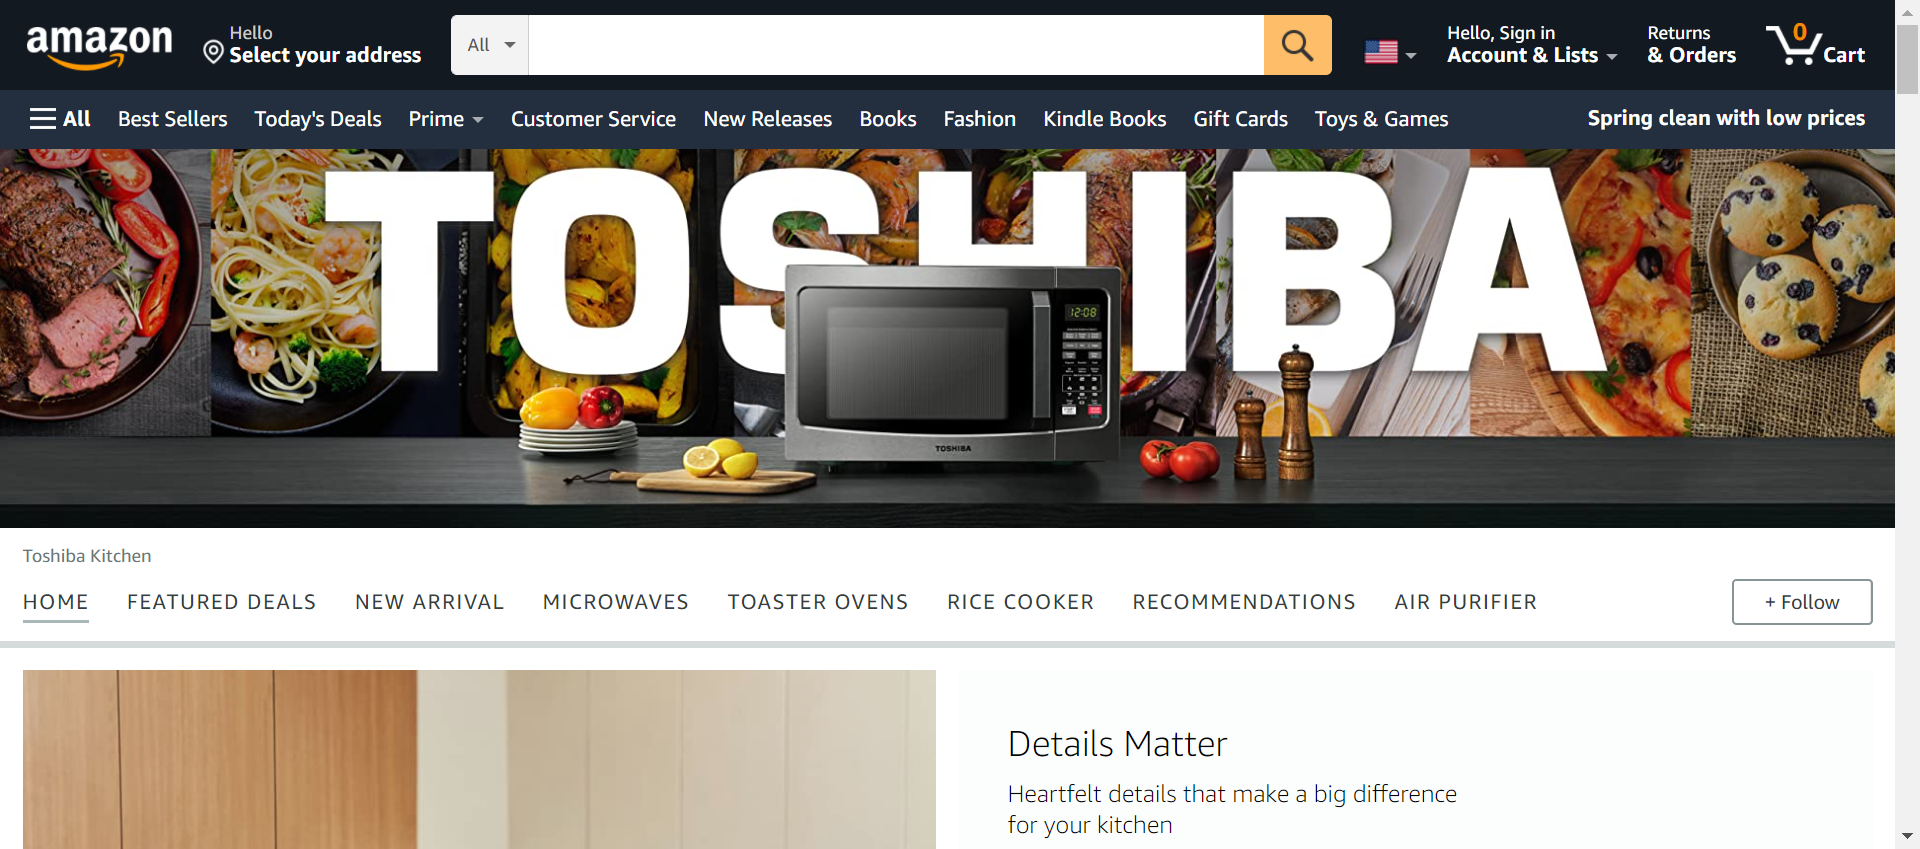 amazon
Hello
Select your address
All
Hello, Sign in
Account & Lists
Returns
& Orders
0
Cart
All
Best Sellers
Today's Deals
Prime
Customer Service
New Releases
Books
Fashion
Kindle Books
Gift Cards
Toys & Games
Spring clean with low prices
TOSHIBA
12:08
TOSHIBA
Toshiba Kitchen
HOME
FEATURED DEALS
NEW ARRIVAL
MICROWAVES
TOASTER OVENS
RICE COOKER
RECOMMENDATIONS
AIR PURIFIER
+ Follow
Details Matter
Heartfelt details that make a big difference
for your kitchen